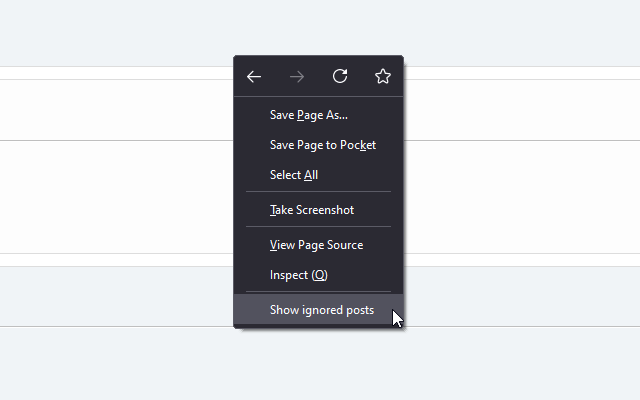 Save Page As...
Save Page to Pocket
Select All
Take Screenshot
View Page Source
Inspect (Q)
Show ignored posts